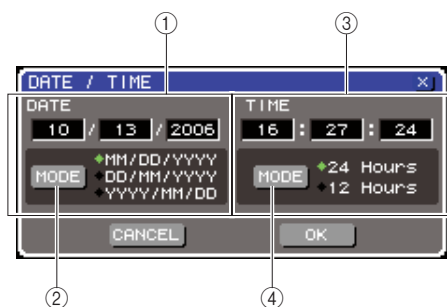 ① ③
DATE / TIME ×
DATE
10 / 13 / 2006
MODE
MM/DD/YYYY
DD/MM/YYYY
YYYY/MM/DD
TIME
16 : 27 : 24
MODE
24 Hours
12 Hours
CANCEL OK
② ④